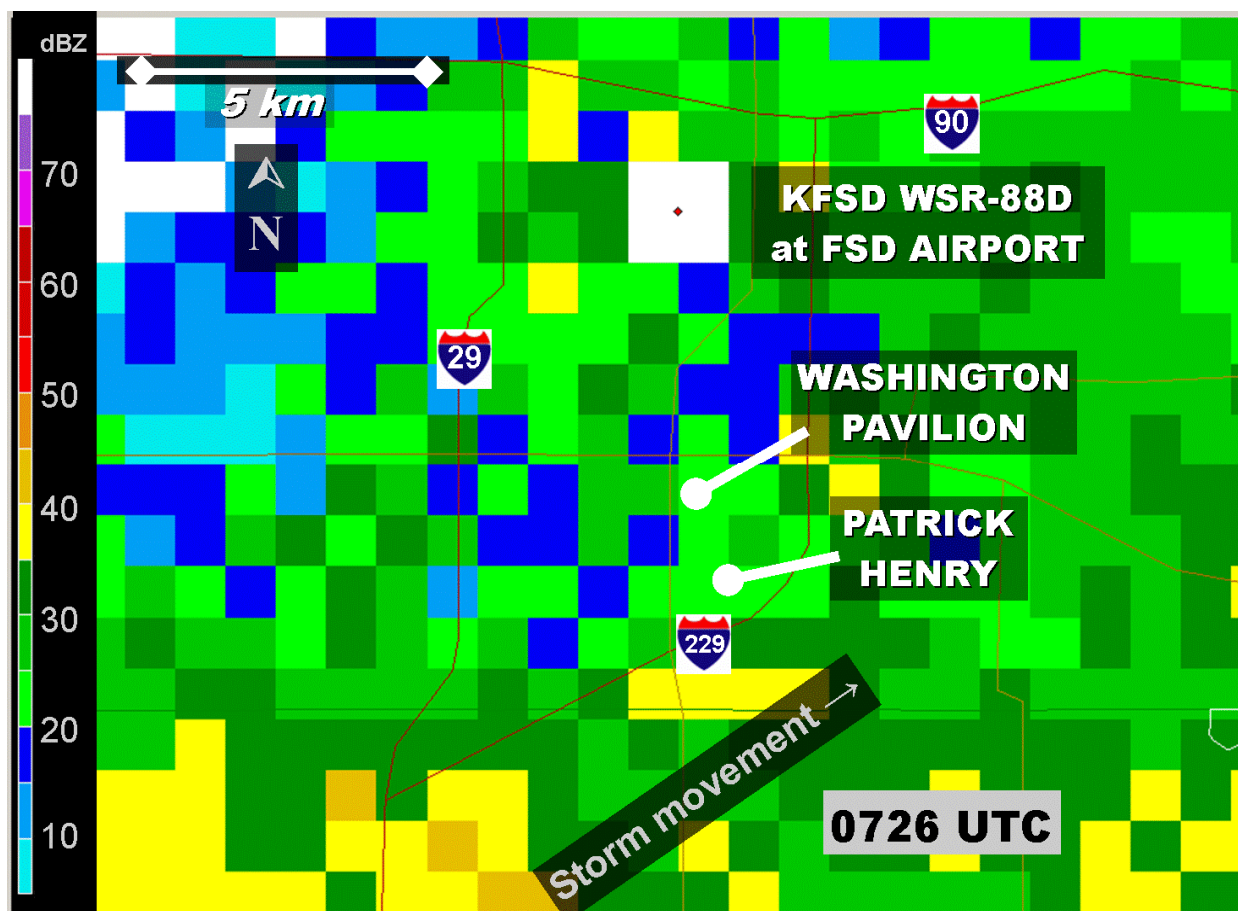 dBZ
5 km
90
70
KFSD WSR-88D
at FSD AIRPORT
N
60
29
WASHINGTON
PAVILION
50
40
PATRICK
HENRY
30
229
20
Storm movement →
10
0726 UTC